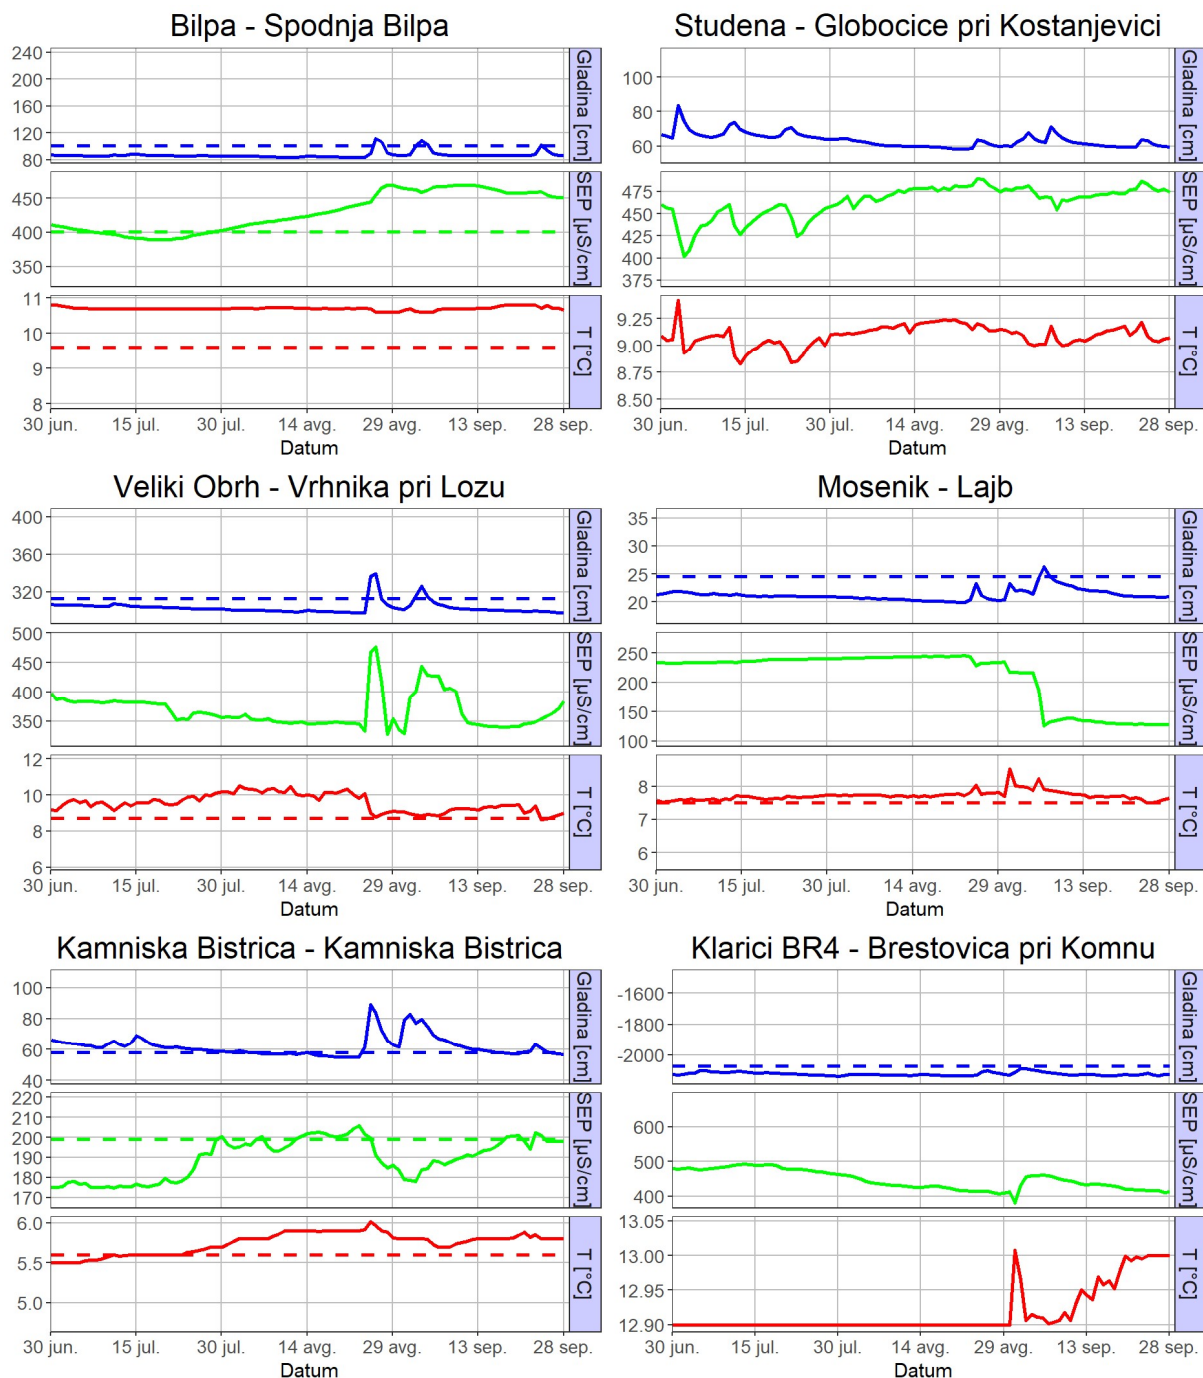 Bilpa - Spodnja Bilpa
240
200
160
120
80
Gladina [cm]
450
400
350
SEP [µS/cm]
11
10
9
8
T [°C]
30 jun.
15 jul.
30 jul.
14 avg.
29 avg.
13 sep.
28 sep.
Datum
Studena - Globocice pri Kostanjevici
100
80
60
Gladina [cm]
475
450
425
400
375
SEP [µS/cm]
9.25
9.00
8.75
8.50
T [°C]
30 jun.
15 jul.
30 jul.
14 avg.
29 avg.
13 sep.
28 sep.
Datum
Veliki Obrh - Vrhnika pri Lozu
400
360
320
Gladina [cm]
500
450
400
350
SEP [µS/cm]
12
10
8
6
T [°C]
30 jun.
15 jul.
30 jul.
14 avg.
29 avg.
13 sep.
28 sep.
Datum
Mosenik - Lajb
35
30
25
20
Gladina [cm]
250
200
150
100
SEP [µS/cm]
8
7
6
T [°C]
30 jun.
15 jul.
30 jul.
14 avg.
29 avg.
13 sep.
28 sep.
Datum
Kamniska Bistrica - Kamniska Bistrica
100
80
60
40
Gladina [cm]
220
210
200
190
180
170
SEP [µS/cm]
6.0
5.5
5.0
T [°C]
30 jun.
15 jul.
30 jul.
14 avg.
29 avg.
13 sep.
28 sep.
Datum
Klarici BR4 - Brestovica pri Komnu
-1600
-1800
-2000
Gladina [cm]
600
500
400
SEP [µS/cm]
13.05
13.00
12.95
12.90
T [°C]
30 jun.
15 jul.
30 jul.
14 avg.
29 avg.
13 sep.
28 sep.
Datum